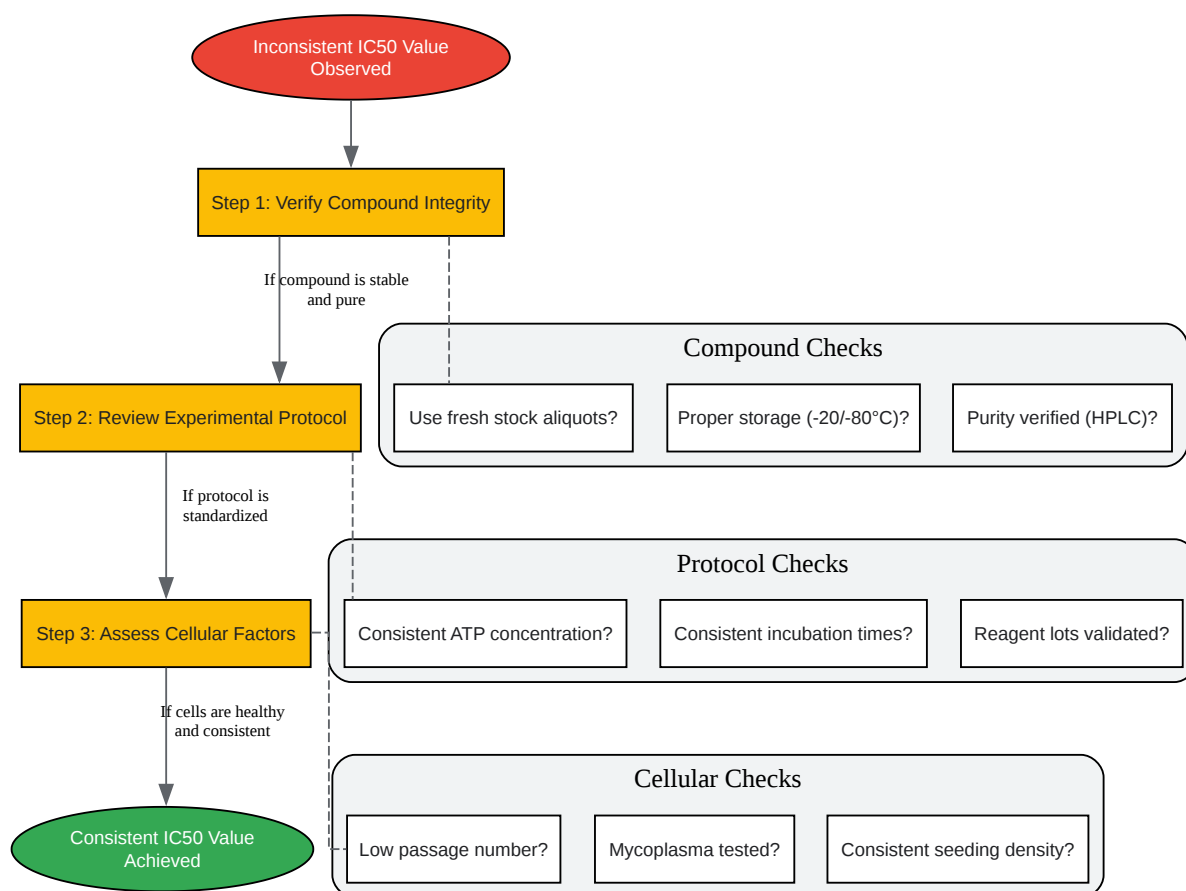 Inconsistent IC50 Value
Observed
Step 1: Verify Compound Integrity
If compound is stable
and pure
Compound Checks
Step 2: Review Experimental Protocol
Use fresh stock aliquots?
Proper storage (-20/-80°C)?
Purity verified (HPLC)?
If protocol is
standardized
Protocol Checks
Step 3: Assess Cellular Factors
Consistent ATP concentration?
Consistent incubation times?
Reagent lots validated?
If cells are healthy
and consistent
Cellular Checks
Consistent IC50 Value
Achieved
Low passage number?
Mycoplasma tested?
Consistent seeding density?